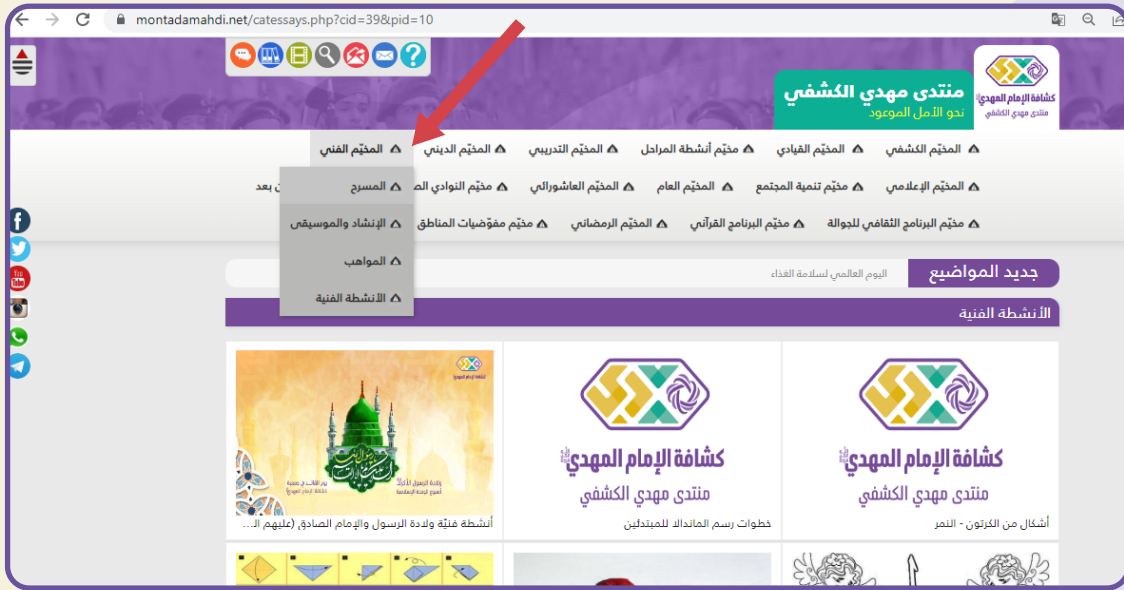 montadamahdi.net/catessays.php?cid=39&pid=10
كشافة الإمام المهدي
منتدى مهدي الكشفي
منتدى مهدي الكشفي
نحو الأمل الموعود
المخيّم الكشفي
المخيّم القيادي
مخيّم أنشطة المراحل
المخيّم التدريبي
المخيّم الديني
المخيّم الفني
المخيّم الإعلامي
مخيّم تنمية المجتمع
المخيّم العام
المخيّم العاشورائي
مخيّم النوادي الص
ن بعد
مخيّم البرنامج الثقافي للجوالة
مخيّم البرنامج القرآني
المخيّم الرمضاني
مخيّم مفوّضيات المناطق
المسرح
الإنشاد والموسيقى
المواهب
الأنشطة الفنية
You
Tube
جديد المواضيع
اليوم العالمي لسلامة الغذاء
الأنشطة الفنية
كشافة الإمام المهدي
منتدى مهدي الكشفي
أشكال من الكرتون - النمر
كشافة الإمام المهدي
منتدى مهدي الكشفي
خطوات رسم الماندالا للمبتدئين
أنشطة فنيّة ولادة الرسول والإمام الصادق (عليهم الـ...